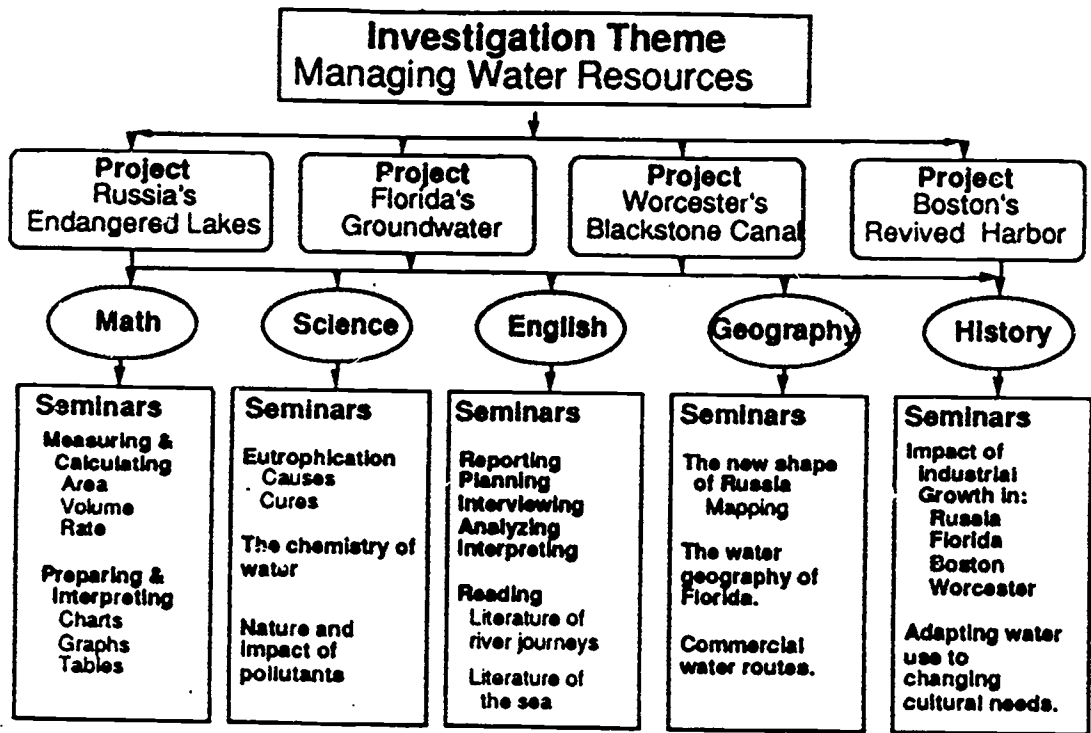 Investigation Theme
Managing Water Resources
Project
Russia's
Endangered Lakes
Project
Florida's
Groundwater
Project
Worcester's
Blackstone Canal
Project
Boston's
Revived Harbor
Math
Science
English
Geography
History
Seminars
Measuring &
Calculating
Area
Volume
Rate
Preparing &
Interpreting
Charts
Graphs
Tables
Seminars
Eutrophication
Causes
Cures
The chemistry of
water
Nature and
impact of
pollutants
Seminars
Reporting
Planning
Interviewing
Analyzing
Interpreting
Reading
Literature of
river journeys
Literature of
the sea
Seminars
The new shape
of Russia
Mapping
The water
geography of
Florida.
Commercial
water routes.
Seminars
Impact of
industrial
Growth in:
Russia
Florida
Boston
Worcester
Adapting water
use to
changing
cultural needs.